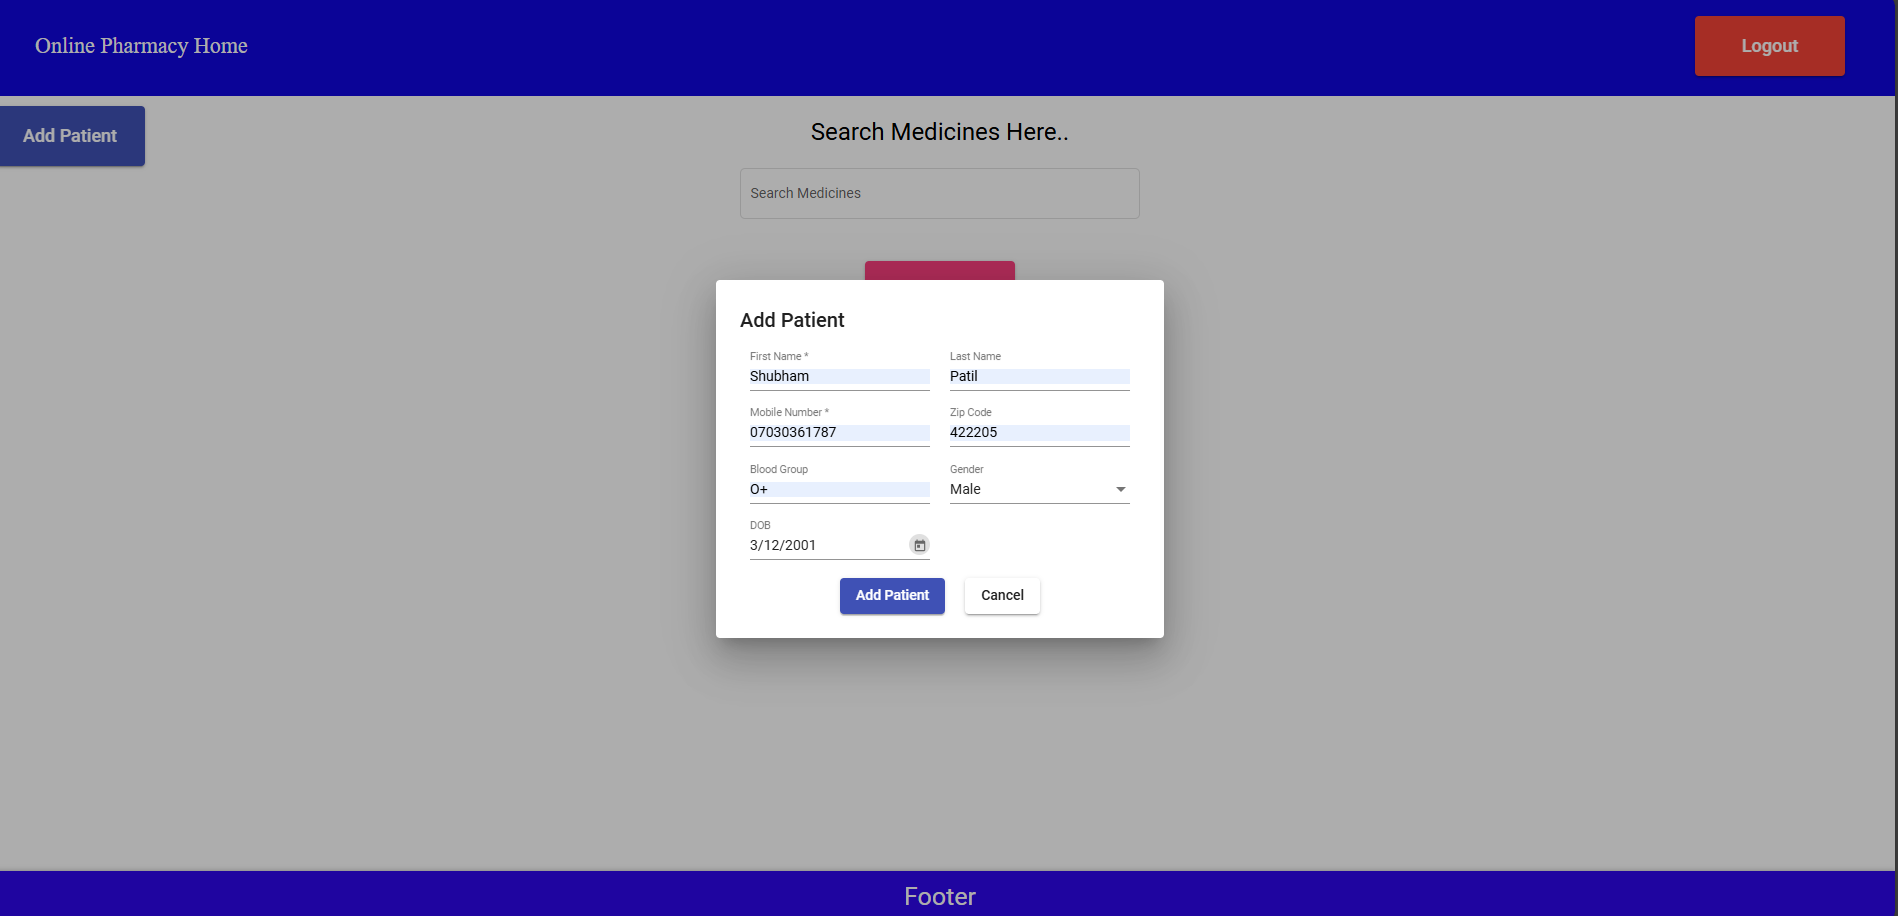 Online Pharmacy Home
Logout
Add Patient
Search Medicines Here..
Search Medicines
Add Patient
First Name *
Last Name
Shubham
Patil
Mobile Number *
Zip Code
07030361787
422205
Blood Group
Gender
O+
Male
DOB
3/12/2001
Add Patient
Cancel
Footer